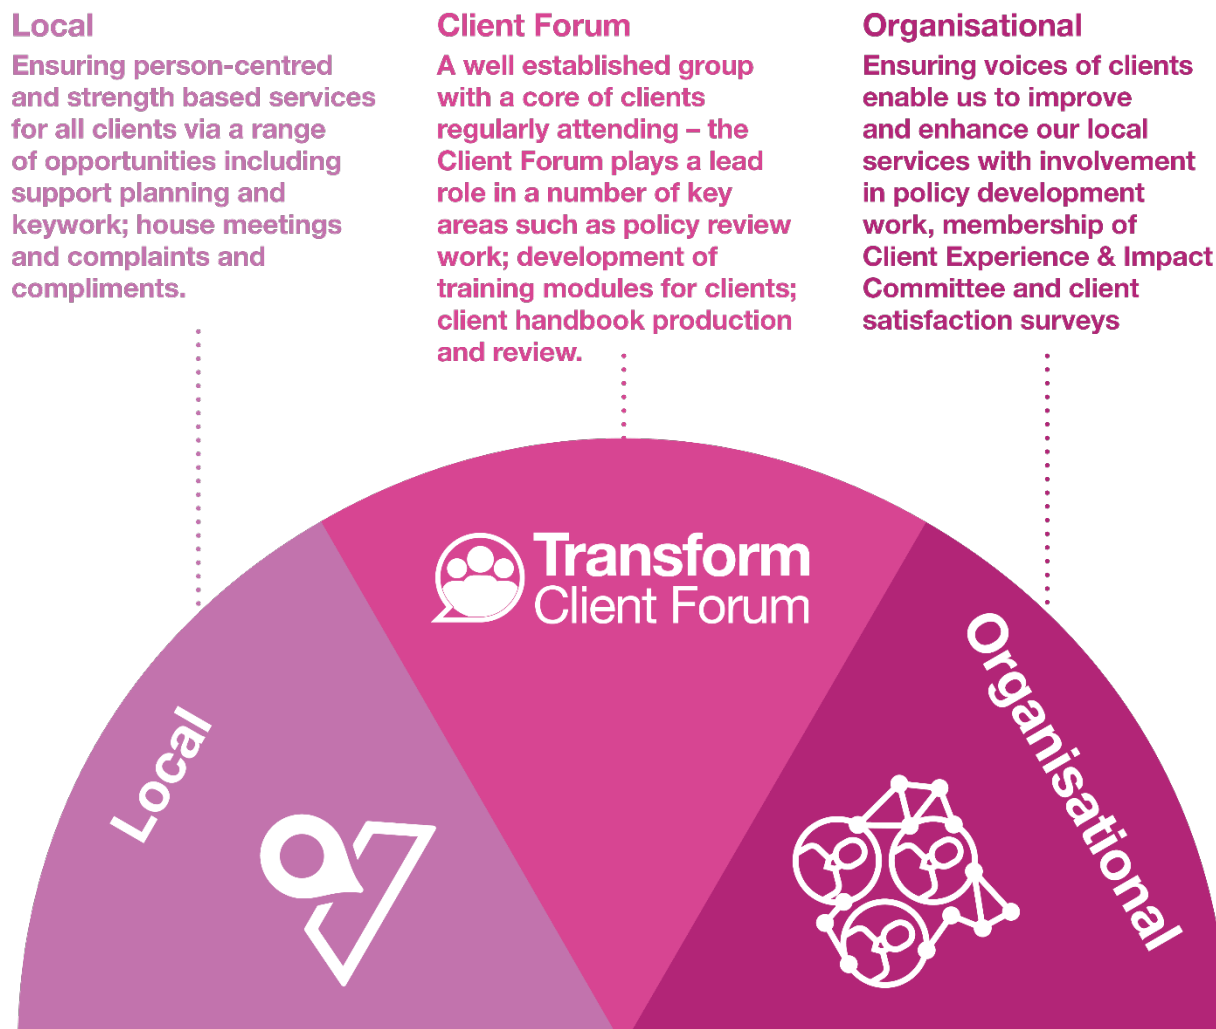 Local
Ensuring person-centred
and strength based services
for all clients via a range
of opportunities including
support planning and
keywork; house meetings
and complaints and
compliments.
Client Forum
A well established group
with a core of clients
regularly attending – the
Client Forum plays a lead
role in a number of key
areas such as policy review
work; development of
training modules for clients;
client handbook production
and review.
Organisational
Ensuring voices of clients
enable us to improve
and enhance our local
services with involvement
in policy development
work, membership of
Client Experience & Impact
Committee and client
satisfaction surveys
Local
Transform
Client Forum
Organisational